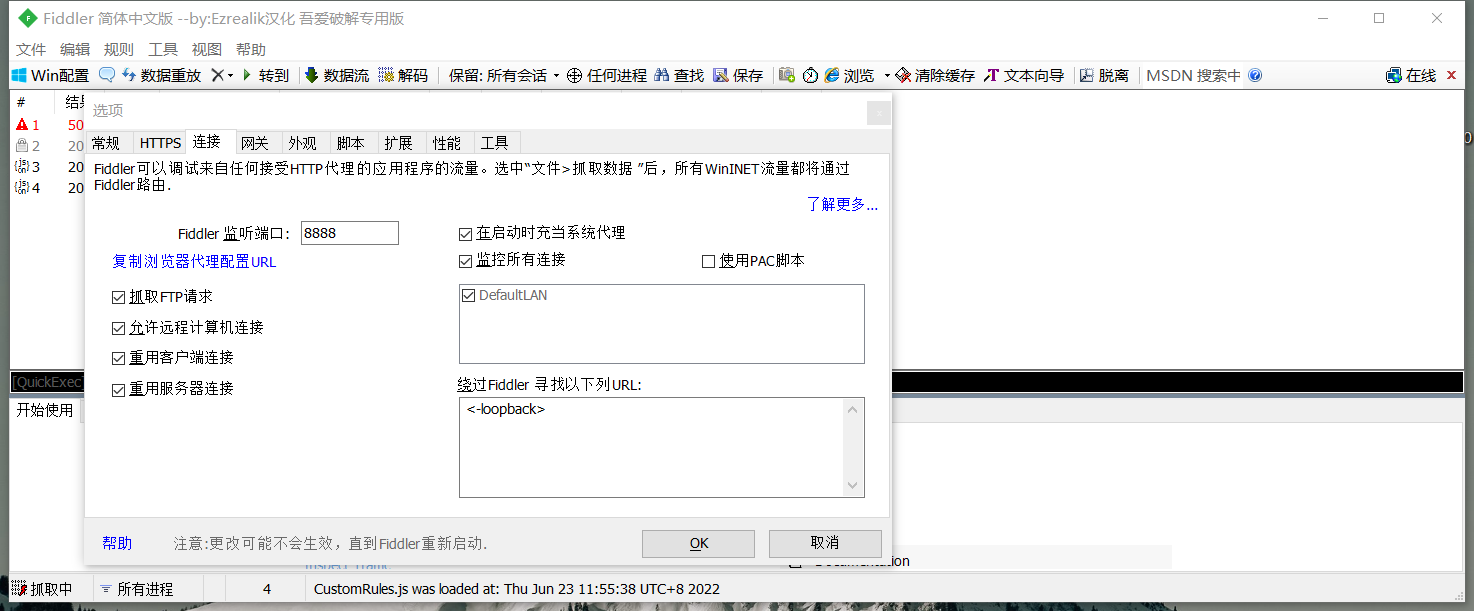 Fiddler 简体中文版 --by:Ezrealik汉化 吾爱破解专用版
文件 编辑 规则 工具 视图 帮助
Win配置 数据重放 转到 数据流 解码 保留: 所有会话 任何进程 查找 保存 浏览 清除缓存 文本向导 脱离 MSDN 搜索中 在线
# 结果
1 50
2 20
3 20
4 20
选项
常规 HTTPS 连接 网关 外观 脚本 扩展 性能 工具
Fiddler可以调试来自任何接受HTTP代理的应用程序的流量。选中“文件>抓取数据 ”后，所有WinINET流量都将通过
Fiddler路由.
了解更多...
Fiddler 监听端口: 8888
在启动时充当系统代理
复制浏览器代理配置URL
监控所有连接
使用PAC脚本
抓取FTP请求
DefaultLAN
允许远程计算机连接
重用客户端连接
重用服务器连接
绕过Fiddler 寻找以下列URL:
<-loopback>
[QuickExec]
开始使用
帮助
注意:更改可能不会生效，直到Fiddler重新启动.
OK
取消
Inspect Traffic
Documentation
抓取中 所有进程 4 CustomRules.js was loaded at: Thu Jun 23 11:55:38 UTC+8 2022